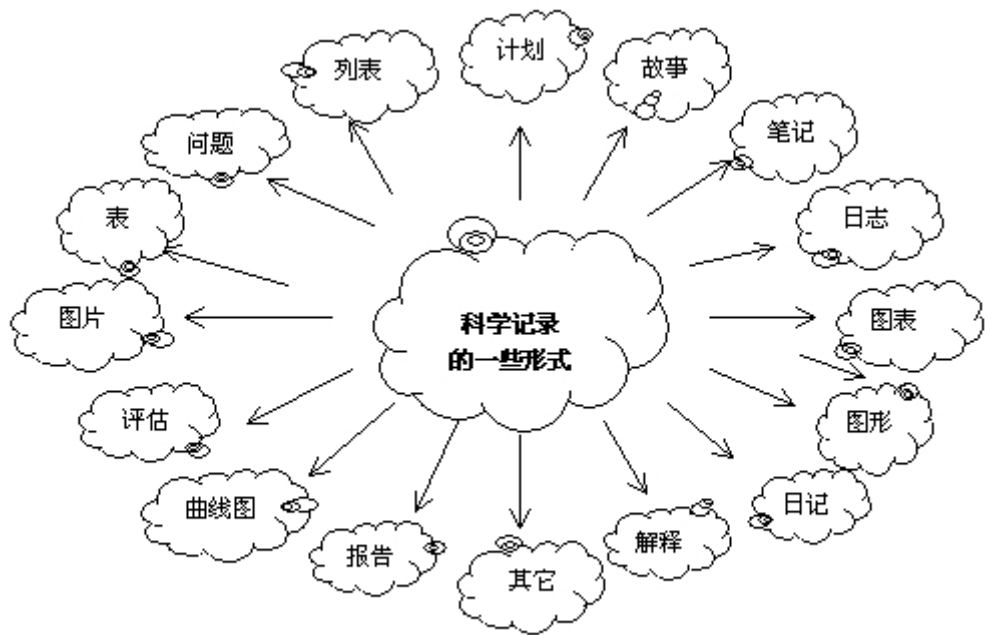 计划
列表
故事
问题
笔记
表
日志
图片
图表
科学记录
的一些形式
评估
图形
曲线图
日记
报告
解释
其它